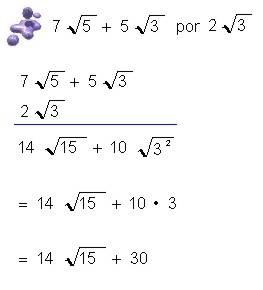 7 √5 + 5 √3 por 2 √3
7 √5 + 5 √3
2 √3
14 √15 + 10 √3²
= 14 √15 + 10 • 3
= 14 √15 + 30